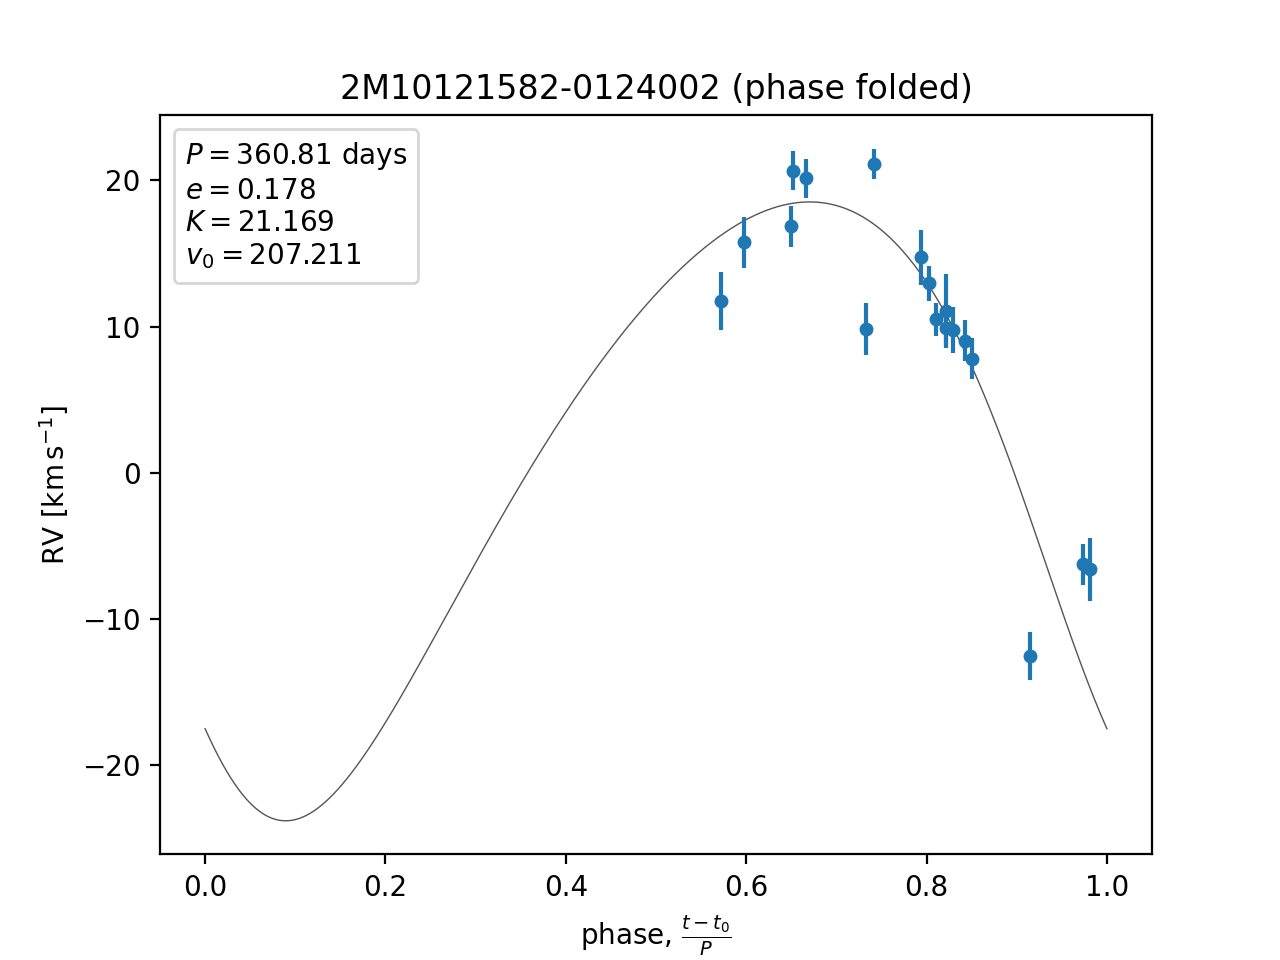 2M10121582-0124002 (phase folded)
P = 360.81 days
e = 0.178
K = 21.169
v₀ = 207.211
20
10
0
−10
−20
RV [km s⁻¹]
0.0 0.2 0.4 0.6 0.8 1.0
phase, (t − t₀)/P